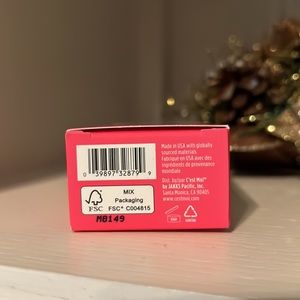 0 39897 32879 9
FSC
MIX
Packaging
FSC® C004815
M8149
Made in USA with globally
sourced materials
Fabriqué en USA avec des
ingrédients de provenance
mondiale
Dist. by/par C'est Moi™
by JAKKS Pacific, Inc.
Santa Monica, CA 90405
www.cestmoi.com